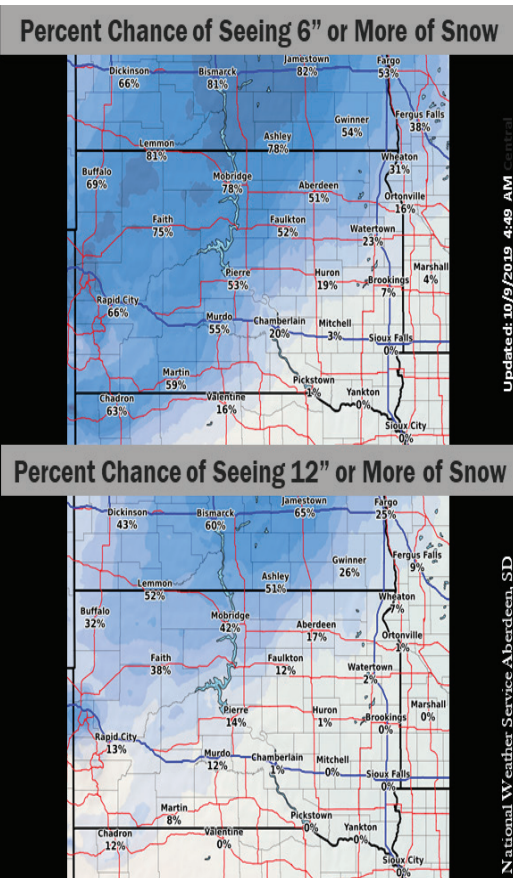 Percent Chance of Seeing 6” or More of Snow
Jamestown
82%
Fargo
53%
Dickinson
66%
Bismarck
81%
Fergus Falls
38%
Gwinner
54%
Ashley
78%
Lemmon
81%
Wheaton
31%
Buffalo
69%
Mobridge
78%
Aberdeen
51%
Ortonville
16%
Faith
75%
Faulkton
52%
Watertown
23%
Pierre
53%
Huron
19%
Brookings
7%
Marshall
4%
Rapid City
66%
Murdo
55%
Chamberlain
20%
Mitchell
3%
Sioux Falls
0%
Martin
59%
Pickstown
1%
Chadron
63%
Valentine
16%
Yankton
0%
Sioux City
0%
Updated: 10/9/2019 4:49 AM Central
Percent Chance of Seeing 12” or More of Snow
Jamestown
65%
Fargo
25%
Dickinson
43%
Bismarck
60%
Fergus Falls
9%
Gwinner
26%
Ashley
51%
Lemmon
52%
Wheaton
7%
Buffalo
32%
Mobridge
42%
Aberdeen
17%
Ortonville
1%
Faith
38%
Faulkton
12%
Watertown
2%
Pierre
14%
Huron
1%
Brookings
0%
Marshall
0%
Rapid City
13%
Murdo
12%
Chamberlain
1%
Mitchell
0%
Sioux Falls
0%
Martin
8%
Pickstown
0%
Chadron
12%
Valentine
0%
Yankton
0%
Sioux City
0%
National Weather Service Aberdeen, SD